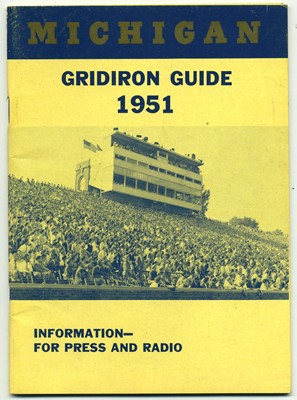 MICHIGAN
GRIDIRON GUIDE
1951
INFORMATION—
FOR PRESS AND RADIO